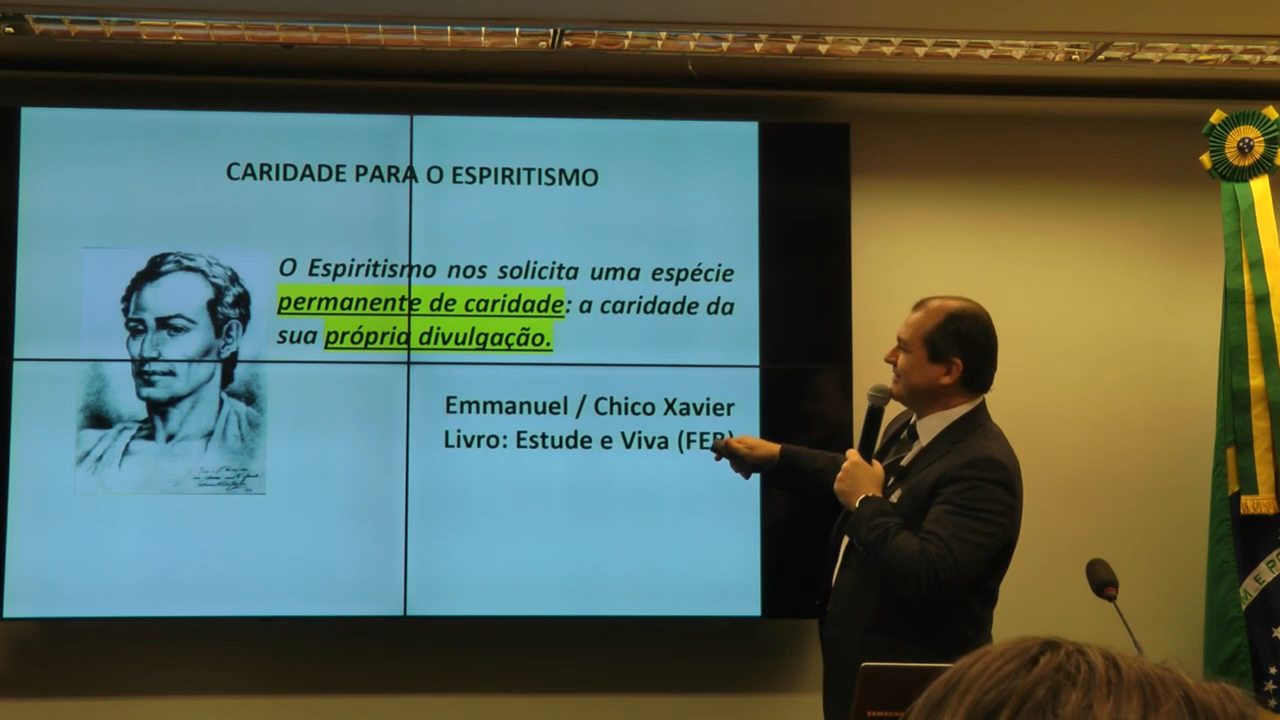 CARIDADE PARA O ESPIRITISMO
O Espiritismo nos solicita uma espécie
permanente de caridade: a caridade da
sua própria divulgação.
Emmanuel / Chico Xavier
Livro: Estude e Viva (FEB)
SAMSUNG
M E P